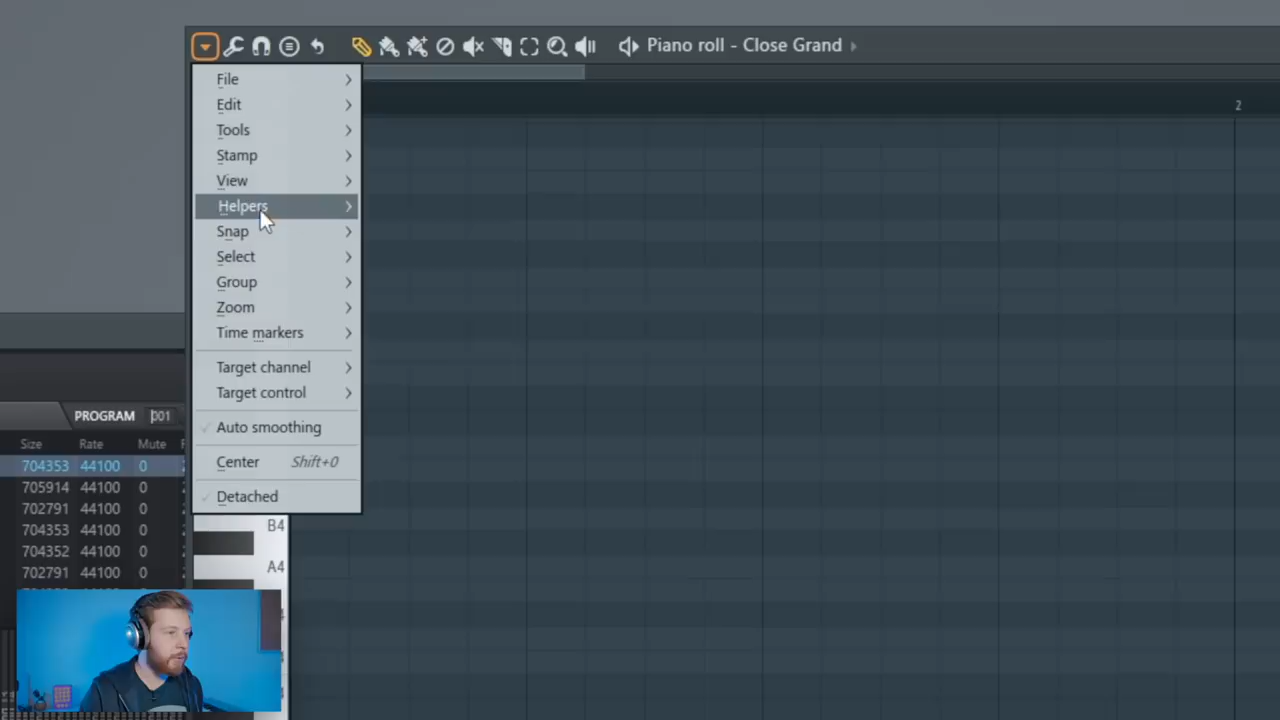 Piano roll - Close Grand
File
2
Edit
Tools
Stamp
View
Helpers
Snap
Select
Group
Zoom
Time markers
Target channel
Target control
PROGRAM 001
Auto smoothing
Size Rate Mute
Center Shift+0
704353 44100 0
705914 44100 0
Detached
702791 44100 0
704353 44100 0
B4
704352 44100 0
A4
702791 44100 0